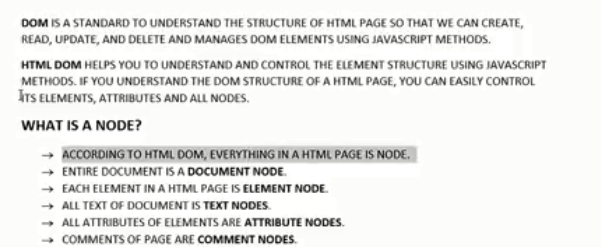 DOM IS A STANDARD TO UNDERSTAND THE STRUCTURE OF HTML PAGE SO THAT WE CAN CREATE,
READ, UPDATE, AND DELETE AND MANAGES DOM ELEMENTS USING JAVASCRIPT METHODS.
HTML DOM HELPS YOU TO UNDERSTAND AND CONTROL THE ELEMENT STRUCTURE USING JAVASCRIPT
METHODS. IF YOU UNDERSTAND THE DOM STRUCTURE OF A HTML PAGE, YOU CAN EASILY CONTROL
ITS ELEMENTS, ATTRIBUTES AND ALL NODES.
WHAT IS A NODE?
→ ACCORDING TO HTML DOM, EVERYTHING IN A HTML PAGE IS NODE.
→ ENTIRE DOCUMENT IS A DOCUMENT NODE.
→ EACH ELEMENT IN A HTML PAGE IS ELEMENT NODE.
→ ALL TEXT OF DOCUMENT IS TEXT NODES.
→ ALL ATTRIBUTES OF ELEMENTS ARE ATTRIBUTE NODES.
→ COMMENTS OF PAGE ARE COMMENT NODES.